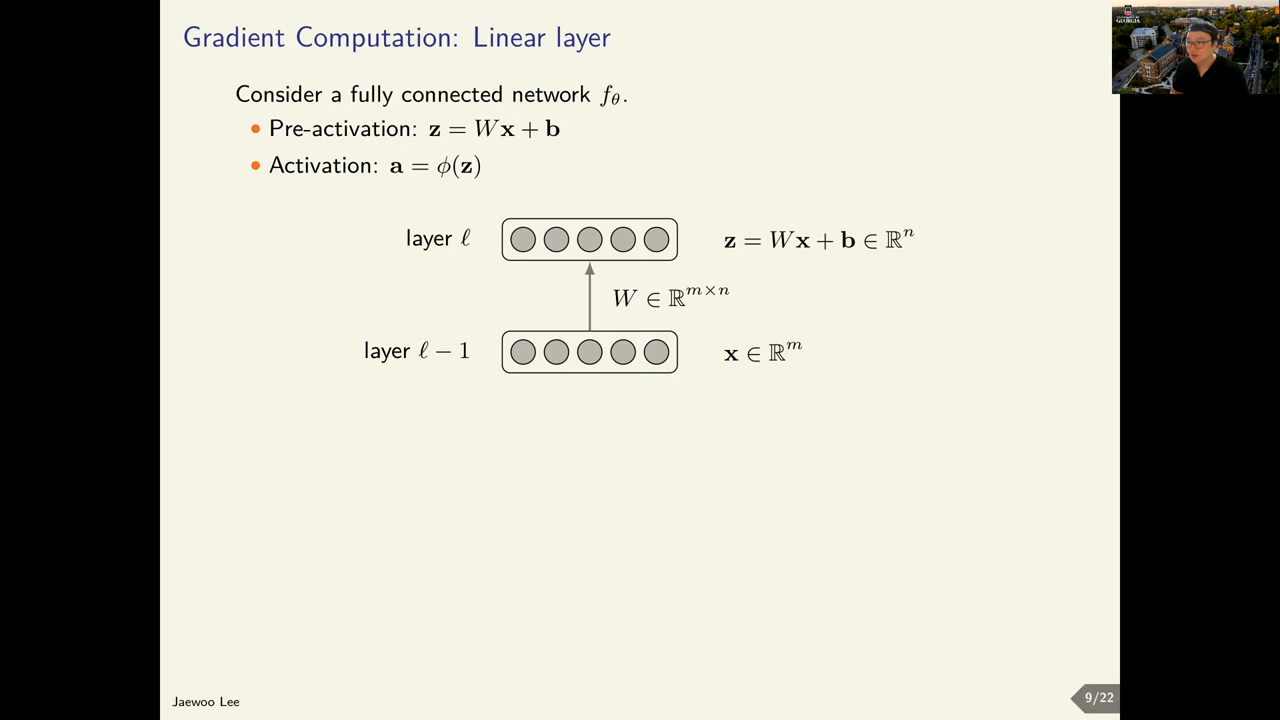 Gradient Computation: Linear layer
GEORGIA
Consider a fully connected network f_θ.
• Pre-activation: z = Wx + b
• Activation: a = ϕ(z)
layer ℓ z = Wx + b ∈ ℝⁿ
W ∈ ℝ^{m×n}
layer ℓ − 1 x ∈ ℝ^m
Jaewoo Lee 9/22